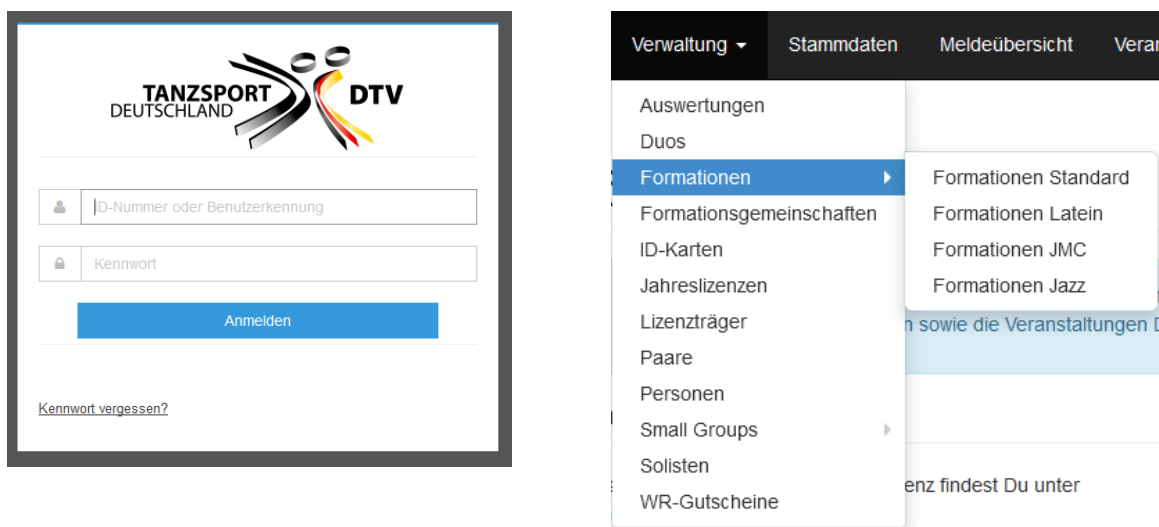 TANZSPORT DTV
DEUTSCHLAND
ID-Nummer oder Benutzerkennung
Kennwort
Anmelden
Kennwort vergessen?
Verwaltung Stammdaten Meldeübersicht
Auswertungen
Duos
Formationen
Formationsgemeinschaften
ID-Karten
Jahreslizenzen
Lizenzträger
Paare
Personen
Small Groups
Solisten
WR-Gutscheine
Formationen Standard
Formationen Latein
Formationen JMC
Formationen Jazz
sowie die Veranstaltungen
findest Du unter